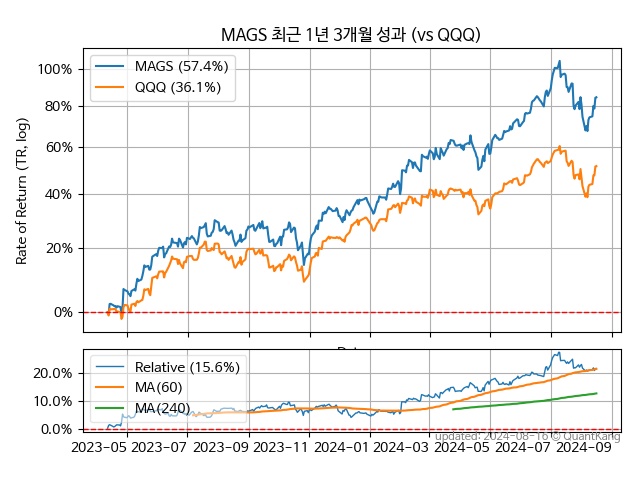 MAGS 최근 1년 3개월 성과 (vs QQQ)
Rate of Return (TR, log)
100%
80%
60%
40%
20%
0%
MAGS (57.4%)
QQQ (36.1%)
20.0%
10.0%
0.0%
Relative (15.6%)
MA(60)
MA(240)
2023-05 2023-07 2023-09 2023-11 2024-01 2024-03 2024-05 2024-07 2024-09
updated: 2024-08-16 © QuantKang